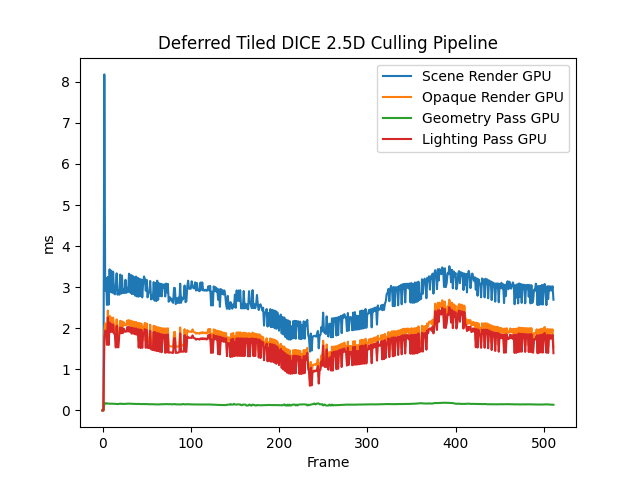 Deferred Tiled DICE 2.5D Culling Pipeline
Scene Render GPU
Opaque Render GPU
Geometry Pass GPU
Lighting Pass GPU
8
7
6
5
4
3
2
1
0
ms
0 100 200 300 400 500
Frame